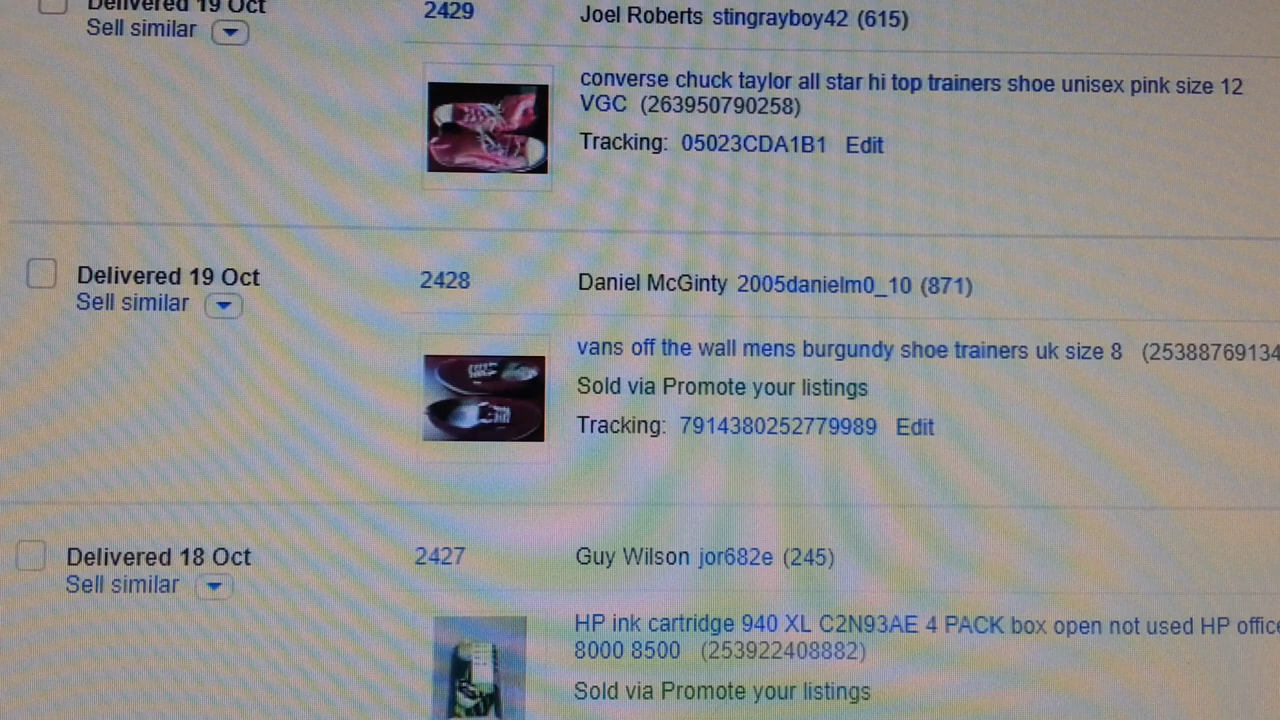 Delivered 19 Oct
2429
Joel Roberts stingrayboy42 (615)
Sell similar
converse chuck taylor all star hi top trainers shoe unisex pink size 12
VGC (263950790258)
Tracking: 05023CDA1B1 Edit
Delivered 19 Oct
2428
Daniel McGinty 2005danielm0_10 (871)
Sell similar
vans off the wall mens burgundy shoe trainers uk size 8 (25388769134
Sold via Promote your listings
Tracking: 7914380252779989 Edit
Delivered 18 Oct
2427
Guy Wilson jor682e (245)
Sell similar
HP ink cartridge 940 XL C2N93AE 4 PACK box open not used HP office
8000 8500 (253922408882)
Sold via Promote your listings